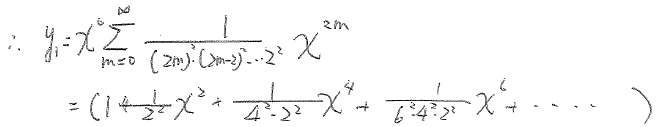 ∴ y₁ = x⁰ ∑_{m=0}^{∞} 1/((2m)²·(2m-2)²···2²) x^{2m}
= (1 + 1/2² x² + 1/(4²·2²) x⁴ + 1/(6²·4²·2²) x⁶ + ····· )